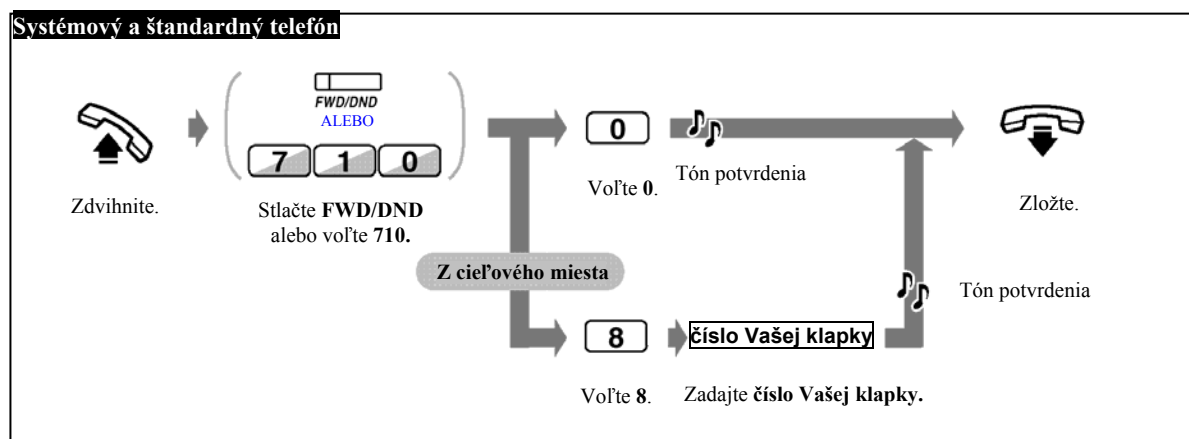 Systémový a štandardný telefón
FWD/DND
ALEBO
7 1 0
Zdvihnite.
Stlačte FWD/DND
alebo voľte 710.
0
Voľte 0.
Tón potvrdenia
Zložte.
Z cieľového miesta
Tón potvrdenia
8
číslo Vašej klapky
Voľte 8.
Zadajte číslo Vašej klapky.